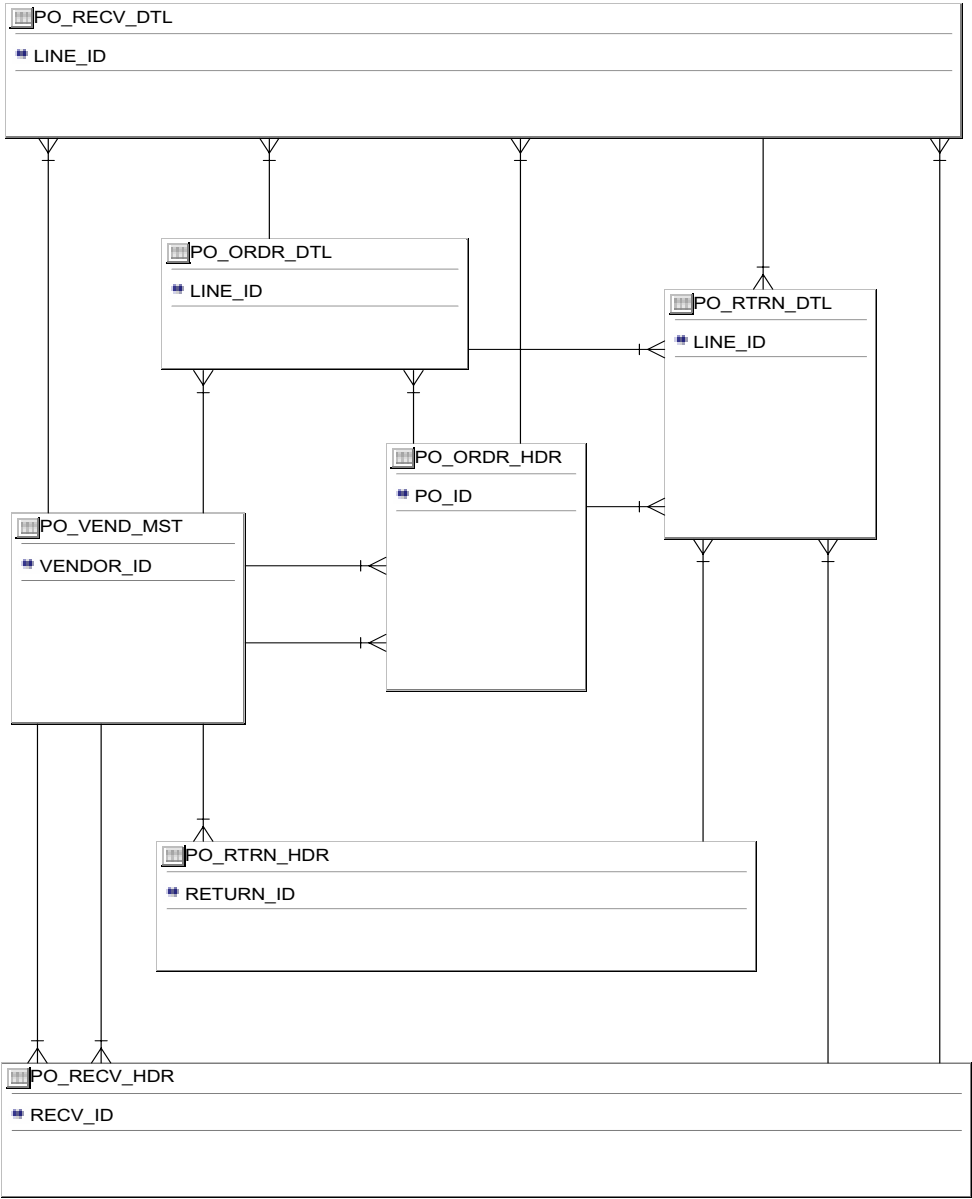 PO_RECV_DTL
LINE_ID
PO_ORDR_DTL
LINE_ID
PO_RTRN_DTL
LINE_ID
PO_ORDR_HDR
PO_ID
PO_VEND_MST
VENDOR_ID
PO_RTRN_HDR
RETURN_ID
PO_RECV_HDR
RECV_ID